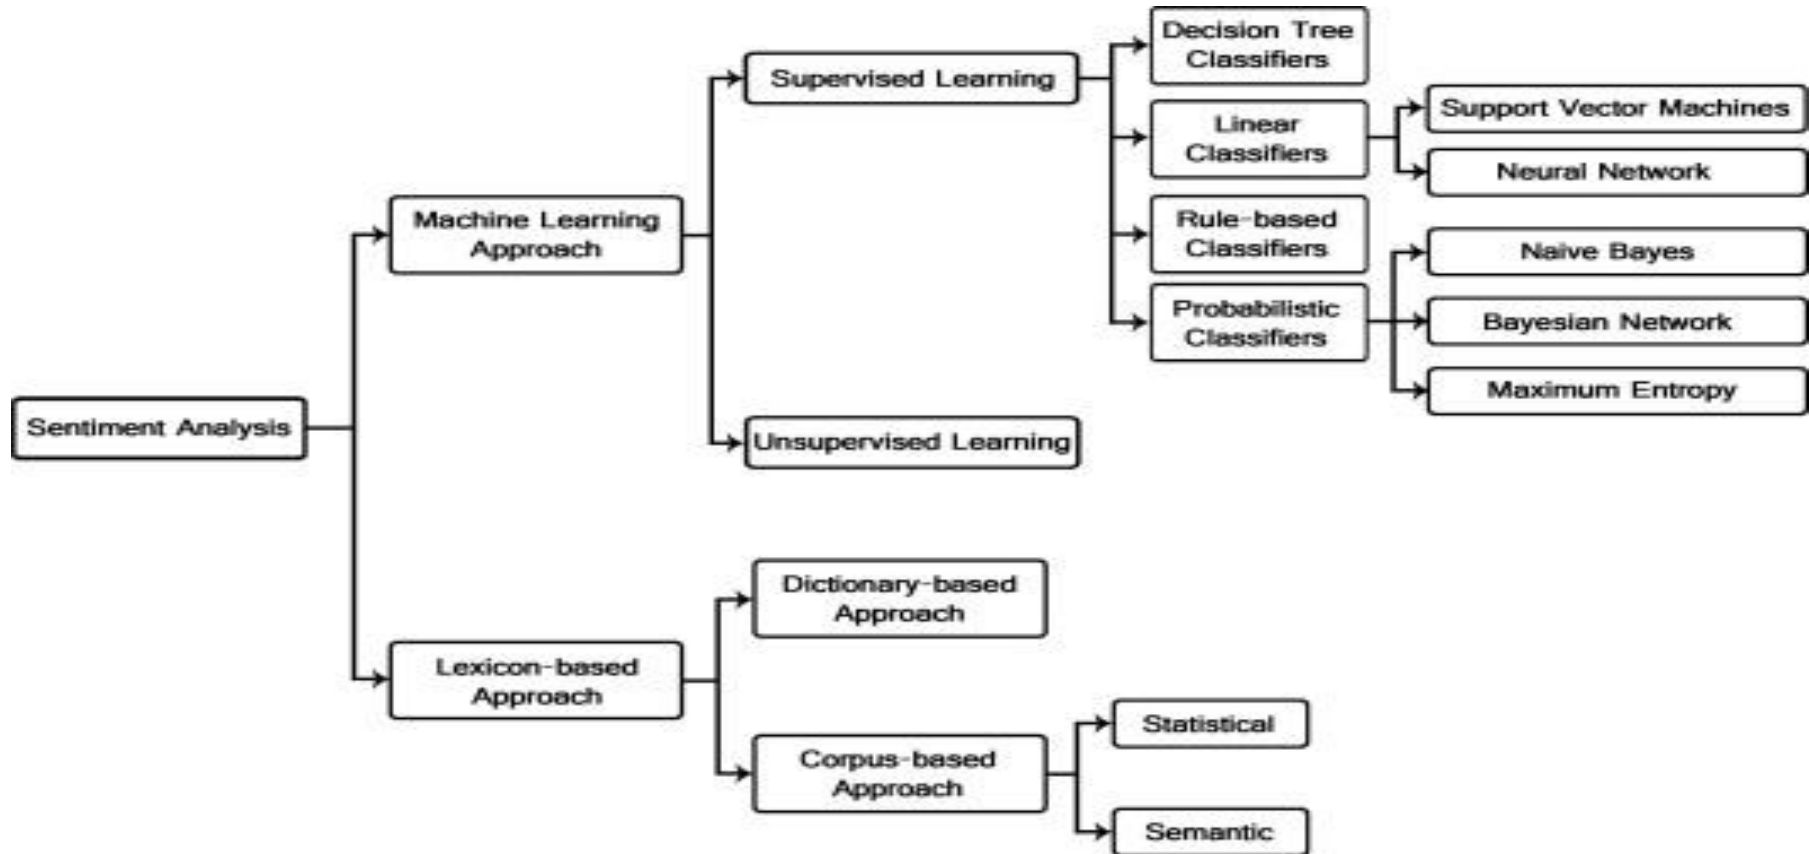 Sentiment Analysis
Machine Learning
Approach
Supervised Learning
Decision Tree
Classifiers
Linear
Classifiers
Support Vector Machines
Neural Network
Rule-based
Classifiers
Probabilistic
Classifiers
Naive Bayes
Bayesian Network
Maximum Entropy
Unsupervised Learning
Lexicon-based
Approach
Dictionary-based
Approach
Corpus-based
Approach
Statistical
Semantic